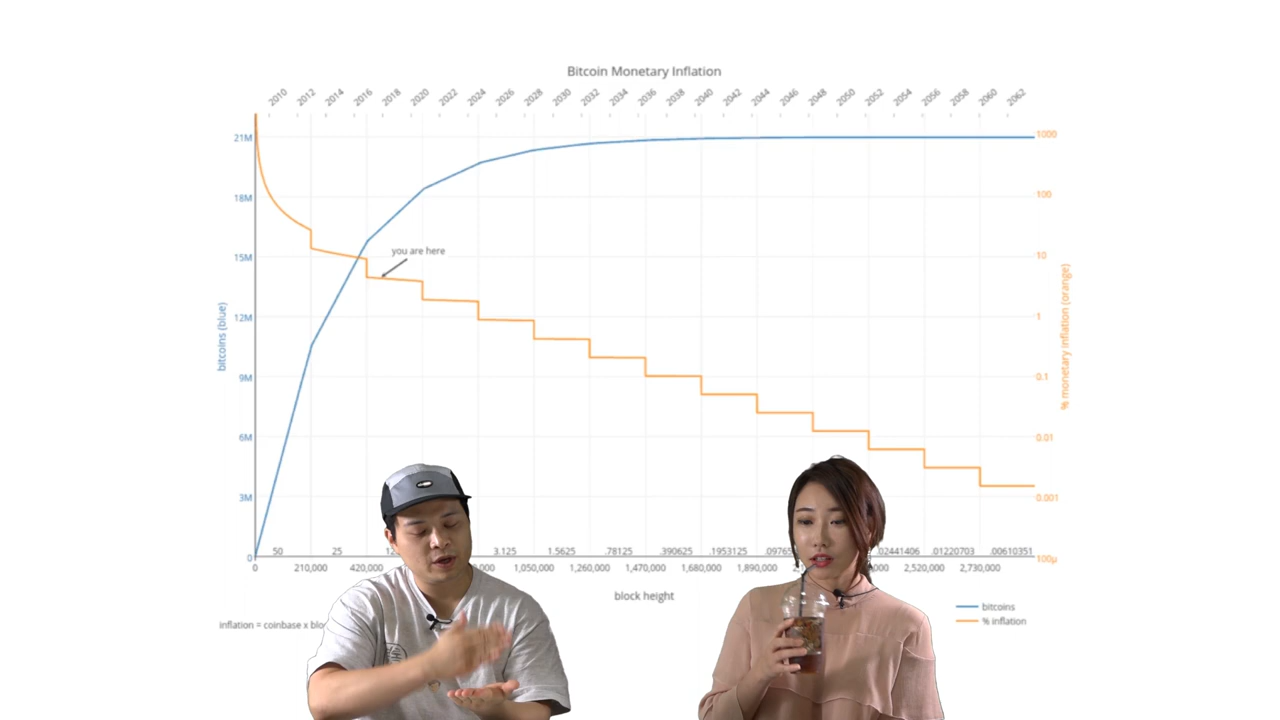 Bitcoin Monetary Inflation
2010 2012 2014 2016 2018 2020 2022 2024 2026 2028 2030 2032 2034 2036 2038 2040 2042 2044 2046 2048 2050 2052 2054 2056 2058 2060 2062
21M
18M
15M
12M
9M
6M
3M
0
bitcoins (blue)
you are here
1000
100
10
1
0.1
0.01
0.001
100µ
% monetary inflation (orange)
50 25 3.125 1.5625 .78125 .390625 .1953125 .01220703 .00610351
0 210,000 420,000 1,050,000 1,260,000 1,470,000 1,680,000 1,890,000 2,520,000 2,730,000
block height
bitcoins
% inflation
inflation = coinbase x